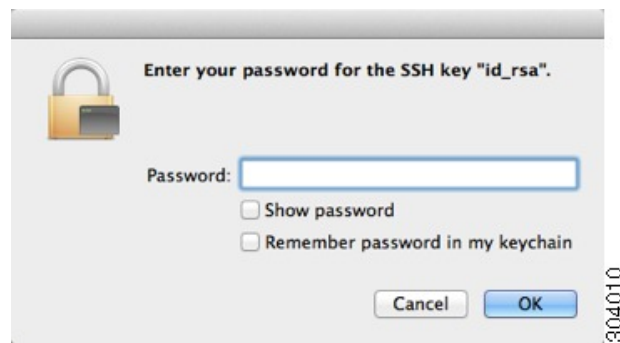 Enter your password for the SSH key "id_rsa".
Password:
Show password
Remember password in my keychain
Cancel
OK
304010